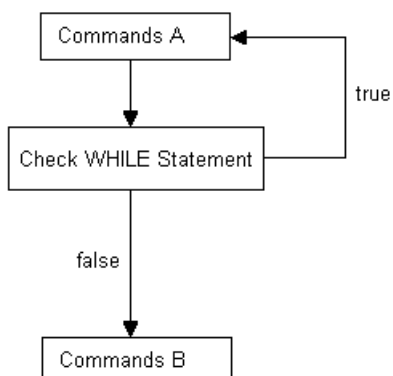 Commands A
true
Check WHILE Statement
false
Commands B